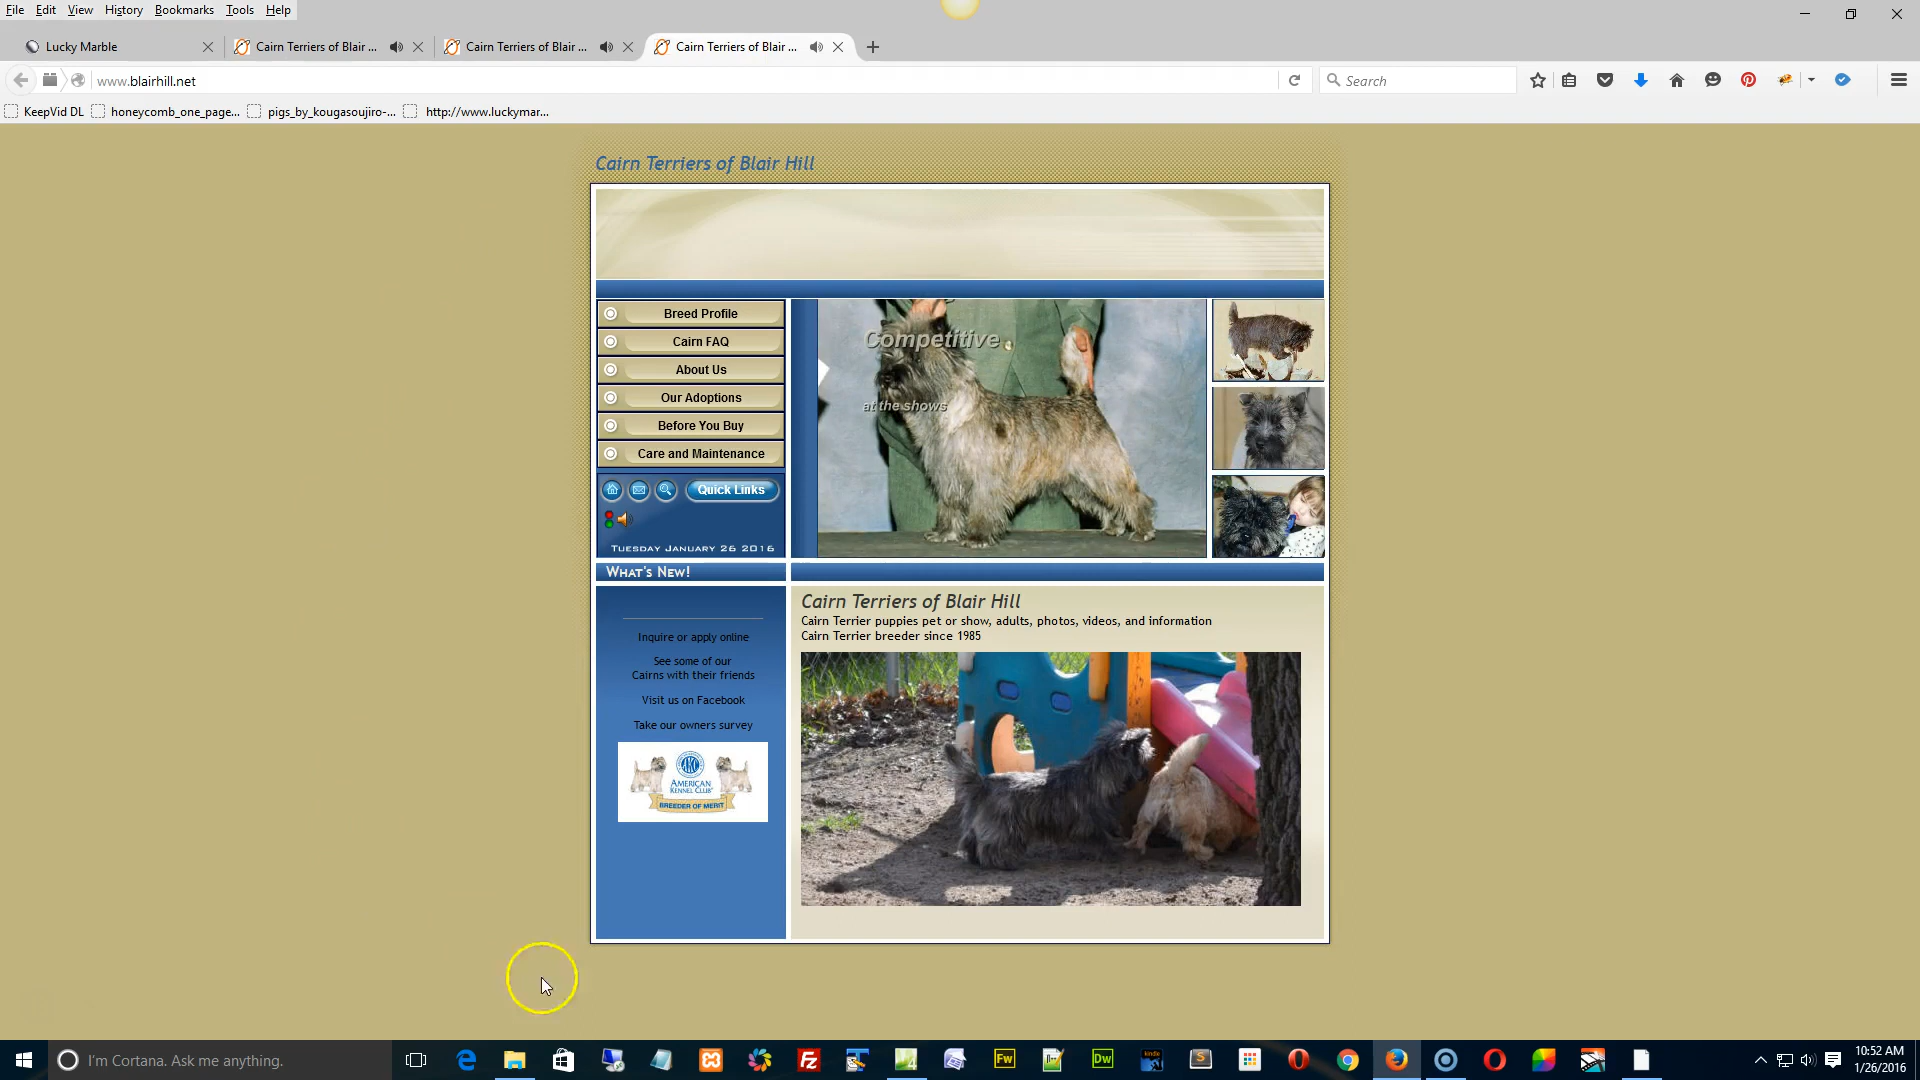 File Edit View History Bookmarks Tools Help
Lucky Marble
Cairn Terriers of Blair ...
Cairn Terriers of Blair ...
Cairn Terriers of Blair ...
www.blairhill.net
Search
KeepVid DL
honeycomb_one_page...
pigs_by_kougasoujiro-...
http://www.luckymar...
Cairn Terriers of Blair Hill
Breed Profile
Cairn FAQ
About Us
Our Adoptions
Before You Buy
Care and Maintenance
Quick Links
Tuesday January 26 2016
Competitive
at the shows
What's New!
Inquire or apply online
See some of our
Cairns with their friends
Visit us on Facebook
Take our owners survey
AKC
AMERICAN
KENNEL CLUB
BREEDER OF MERIT
Cairn Terriers of Blair Hill
Cairn Terrier puppies pet or show, adults, photos, videos, and information
Cairn Terrier breeder since 1985
I'm Cortana. Ask me anything.
Fw
Dw
kindle
10:52 AM
1/26/2016